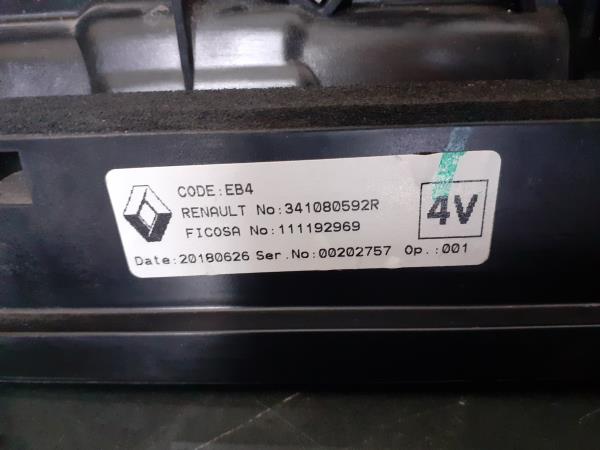 CODE:EB4
RENAULT No:341080592R
FICOSA No:111192969
4V
Date:20180626 Ser.No:00202757 Op.:001